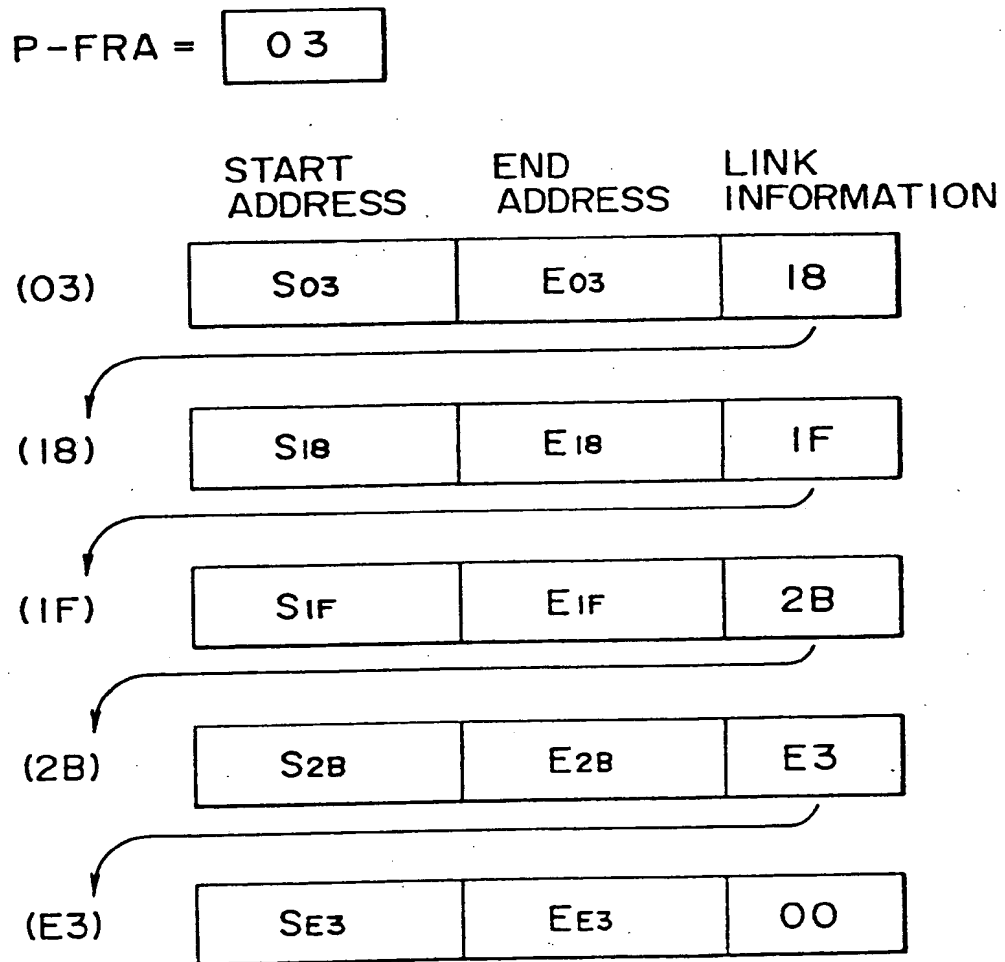 P-FRA = 03
START ADDRESS END ADDRESS LINK INFORMATION
(03) S03 E03 18
(18) S18 E18 1F
(1F) S1F E1F 2B
(2B) S2B E2B E3
(E3) SE3 EE3 00